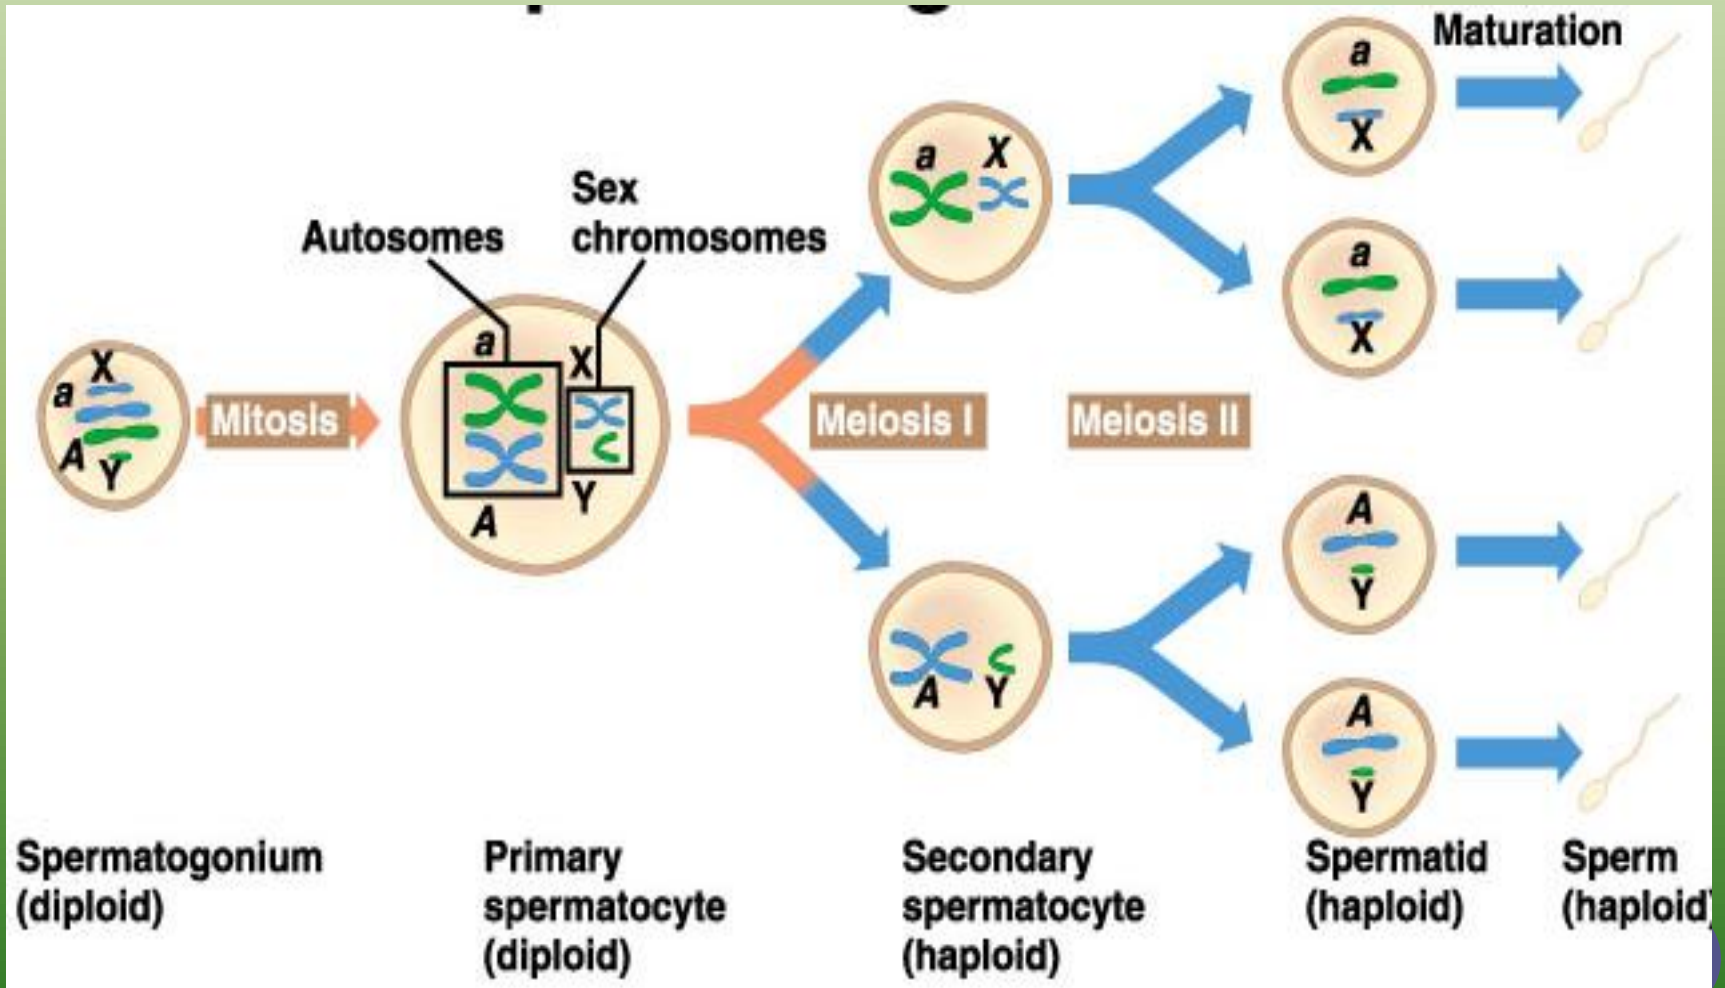 Maturation
a
X
a
X
Sex
chromosomes
Autosomes
a
X
X
a
A
Y
Mitosis
a
X
A
Y
Meiosis I
Meiosis II
a
X
A
Y
A
Y
A
Y
Spermatogonium
(diploid)
Primary
spermatocyte
(diploid)
Secondary
spermatocyte
(haploid)
Spermatid
(haploid)
Sperm
(haploid)